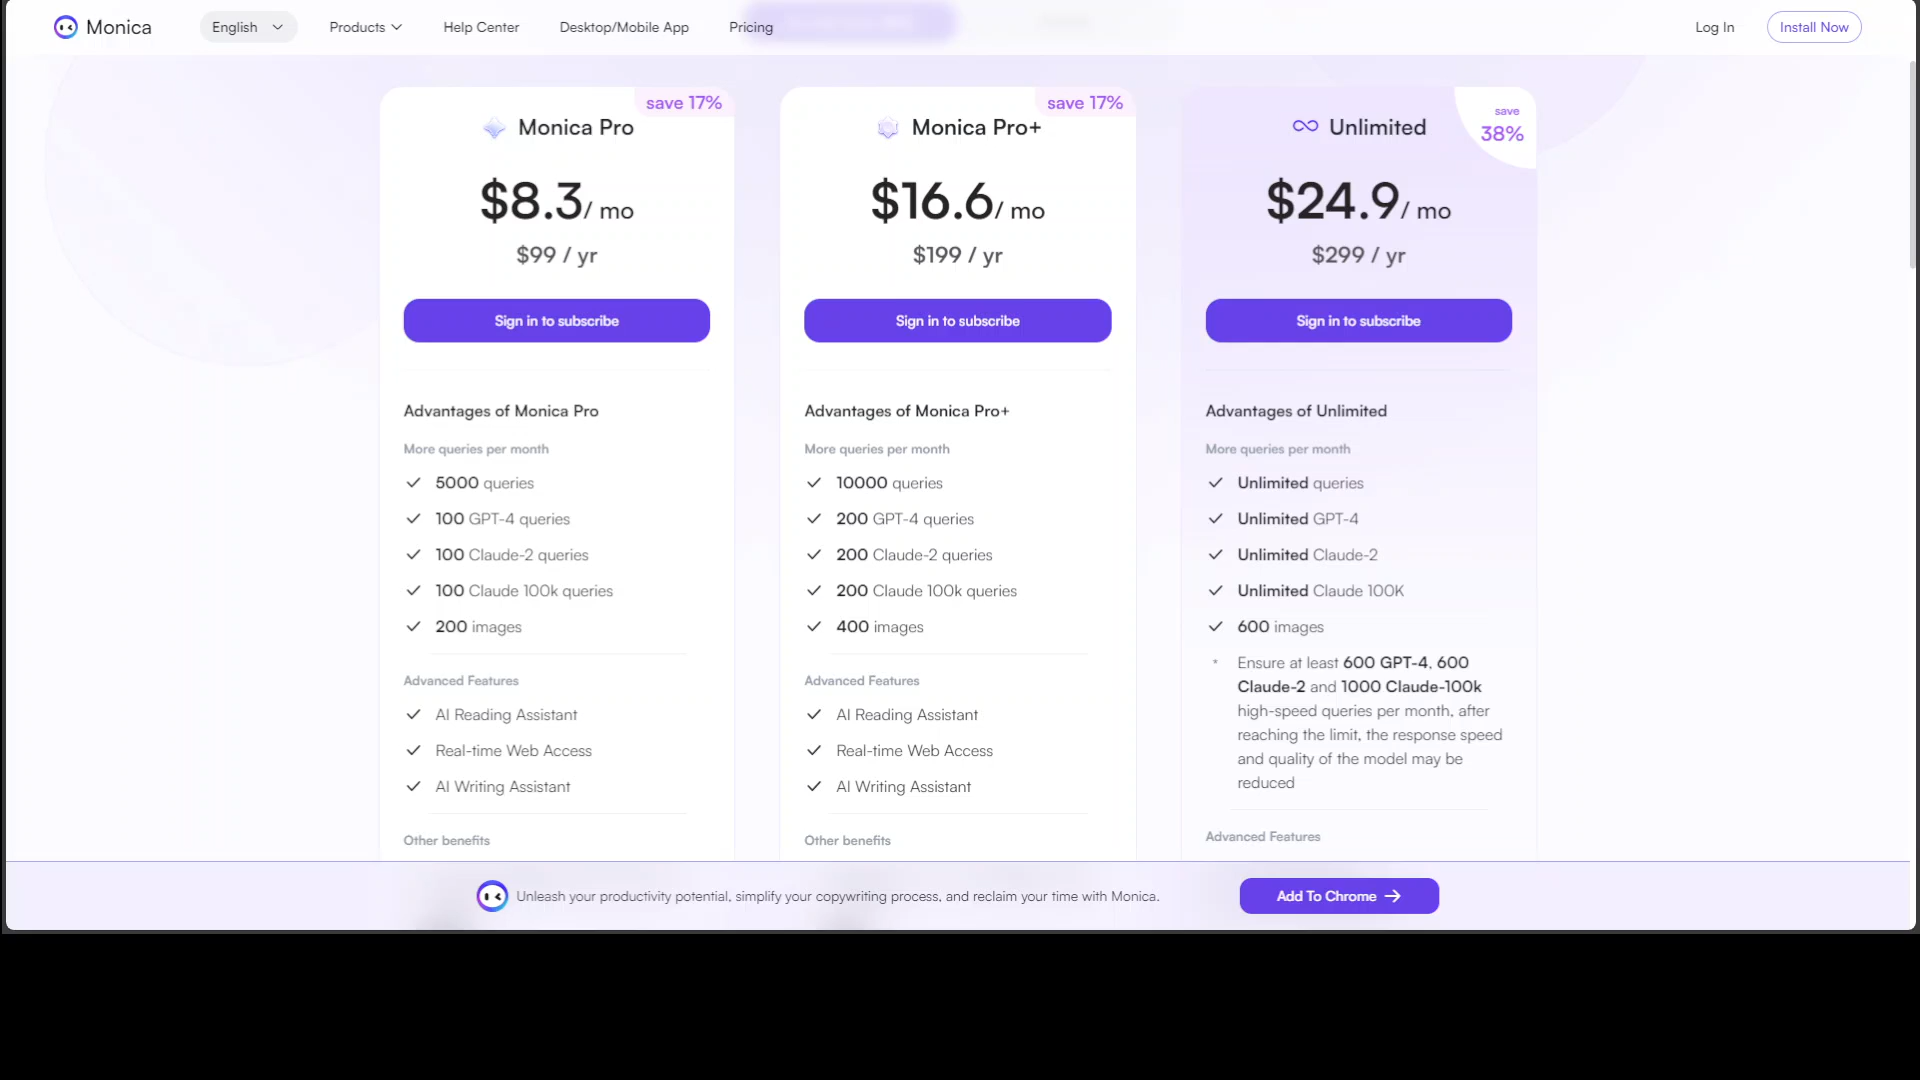 Monica
English
Products
Help Center
Desktop/Mobile App
Pricing
Log In
Install Now
save 17%
Monica Pro
$8.3/ mo
$99 / yr
Sign in to subscribe
Advantages of Monica Pro
More queries per month
5000 queries
100 GPT-4 queries
100 Claude-2 queries
100 Claude 100k queries
200 images
Advanced Features
AI Reading Assistant
Real-time Web Access
AI Writing Assistant
Other benefits
save 17%
Monica Pro+
$16.6/ mo
$199 / yr
Sign in to subscribe
Advantages of Monica Pro+
More queries per month
10000 queries
200 GPT-4 queries
200 Claude-2 queries
200 Claude 100k queries
400 images
Advanced Features
AI Reading Assistant
Real-time Web Access
AI Writing Assistant
Other benefits
save
38%
Unlimited
$24.9/ mo
$299 / yr
Sign in to subscribe
Advantages of Unlimited
More queries per month
Unlimited queries
Unlimited GPT-4
Unlimited Claude-2
Unlimited Claude 100K
600 images
* Ensure at least 600 GPT-4, 600
Claude-2 and 1000 Claude-100k
high-speed queries per month, after
reaching the limit, the response speed
and quality of the model may be
reduced
Advanced Features
Unleash your productivity potential, simplify your copywriting process, and reclaim your time with Monica.
Add To Chrome →